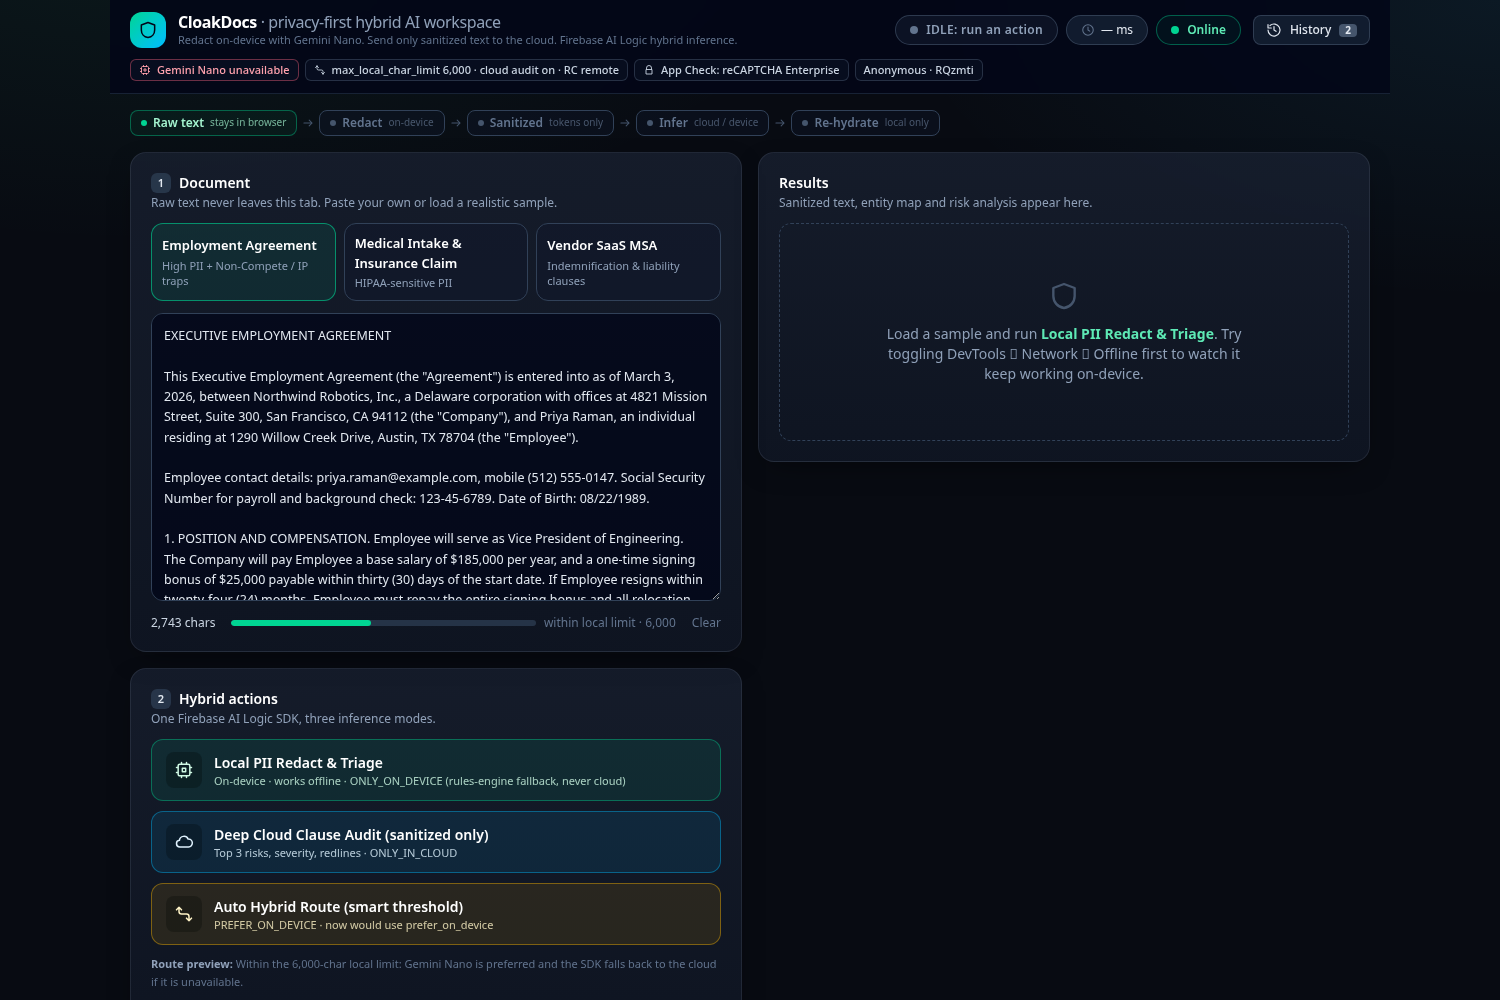 CloakDocs · privacy-first hybrid AI workspace
Redact on-device with Gemini Nano. Send only sanitized text to the cloud. Firebase AI Logic hybrid inference.
IDLE: run an action
— ms
Online
History 2
Gemini Nano unavailable
max_local_char_limit 6,000 · cloud audit on · RC remote
App Check: reCAPTCHA Enterprise
Anonymous · RQzmti
Raw text stays in browser → Redact on-device → Sanitized tokens only → Infer cloud / device → Re-hydrate local only
1 Document
Raw text never leaves this tab. Paste your own or load a realistic sample.
Employment Agreement
High PII + Non-Compete / IP
traps
Medical Intake &
Insurance Claim
HIPAA-sensitive PII
Vendor SaaS MSA
Indemnification & liability
clauses
EXECUTIVE EMPLOYMENT AGREEMENT
This Executive Employment Agreement (the "Agreement") is entered into as of March 3,
2026, between Northwind Robotics, Inc., a Delaware corporation with offices at 4821 Mission
Street, Suite 300, San Francisco, CA 94112 (the "Company"), and Priya Raman, an individual
residing at 1290 Willow Creek Drive, Austin, TX 78704 (the "Employee").
Employee contact details: priya.raman@example.com, mobile (512) 555-0147. Social Security
Number for payroll and background check: 123-45-6789. Date of Birth: 08/22/1989.
1. POSITION AND COMPENSATION. Employee will serve as Vice President of Engineering.
The Company will pay Employee a base salary of $185,000 per year, and a one-time signing
bonus of $25,000 payable within thirty (30) days of the start date. If Employee resigns within
twenty-four (24) months, Employee must repay the entire signing bonus and all relocation
2,743 chars
within local limit · 6,000
Clear
2 Hybrid actions
One Firebase AI Logic SDK, three inference modes.
Local PII Redact & Triage
On-device · works offline · ONLY_ON_DEVICE (rules-engine fallback, never cloud)
Deep Cloud Clause Audit (sanitized only)
Top 3 risks, severity, redlines · ONLY_IN_CLOUD
Auto Hybrid Route (smart threshold)
PREFER_ON_DEVICE · now would use prefer_on_device
Route preview: Within the 6,000-char local limit: Gemini Nano is preferred and the SDK falls back to the cloud
if it is unavailable.
Results
Sanitized text, entity map and risk analysis appear here.
Load a sample and run Local PII Redact & Triage. Try
toggling DevTools Network Offline first to watch it
keep working on-device.